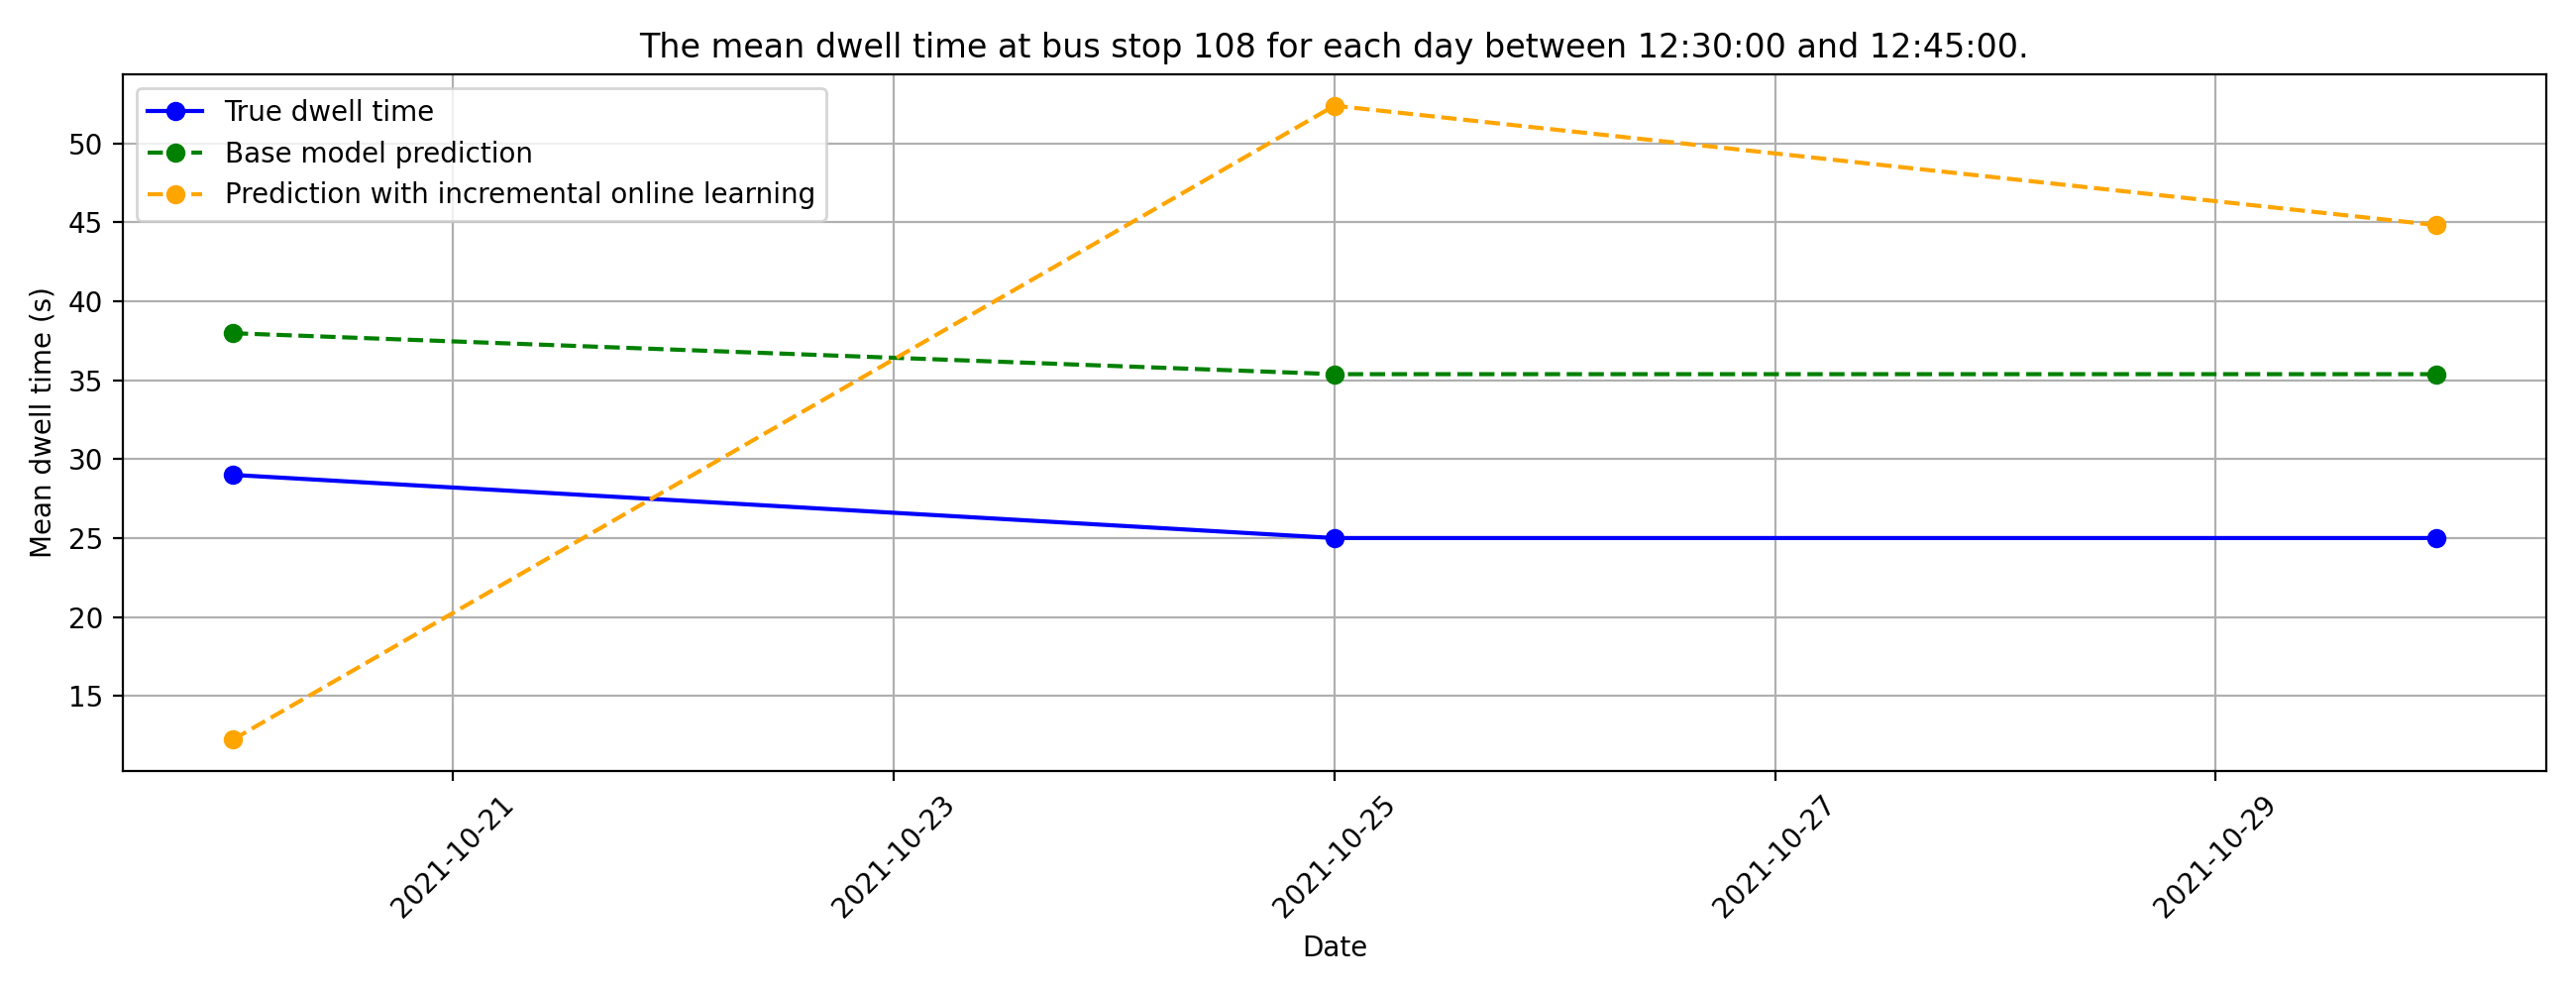 The mean dwell time at bus stop 108 for each day between 12:30:00 and 12:45:00.
True dwell time
Base model prediction
Prediction with incremental online learning
Mean dwell time (s)
50
45
40
35
30
25
20
15
2021-10-21
2021-10-23
2021-10-25
2021-10-27
2021-10-29
Date